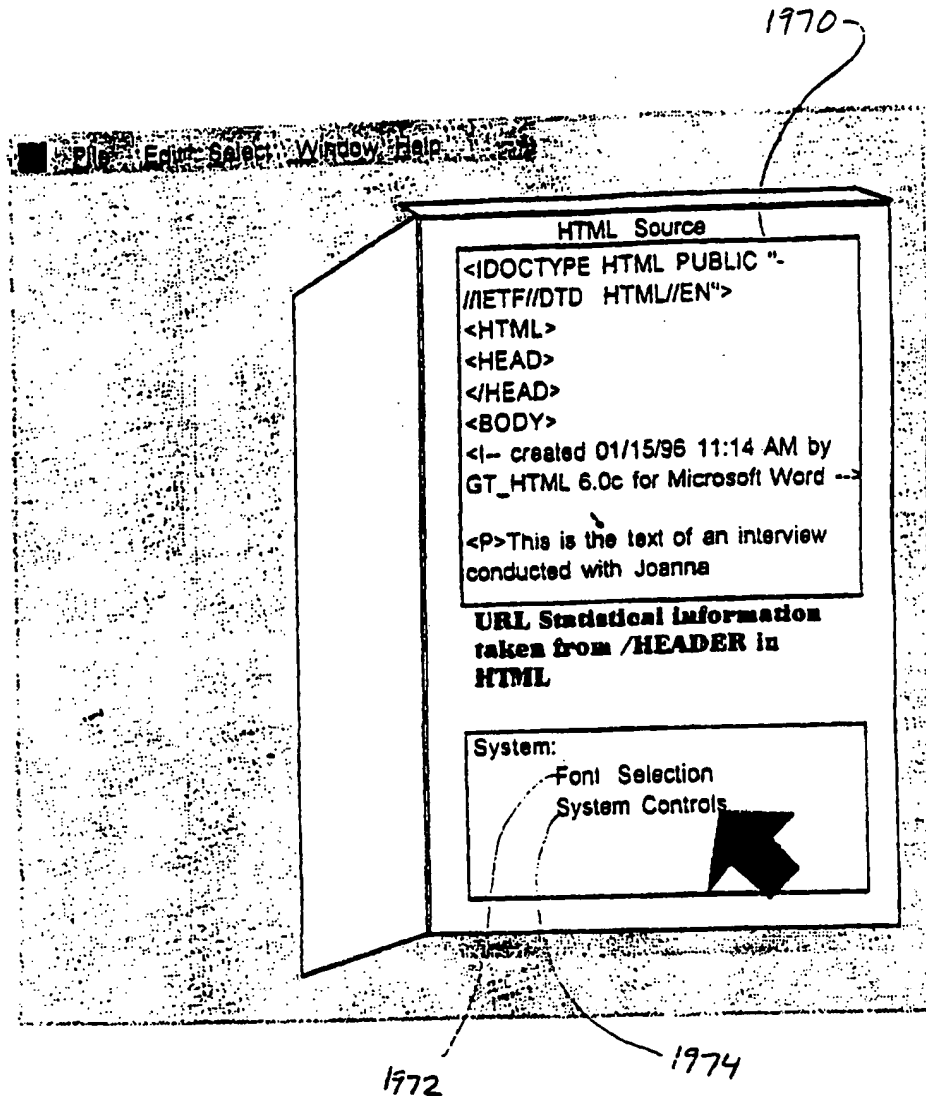 1970
File Edit Select Window Help
HTML Source
<!DOCTYPE HTML PUBLIC "-
//IETF//DTD HTML//EN">
<HTML>
<HEAD>
</HEAD>
<BODY>
<!-- created 01/15/96 11:14 AM by
GT_HTML 6.0c for Microsoft Word -->
<P>This is the text of an interview
conducted with Joanna
URL Statistical information
taken from /HEADER in
HTML
System:
Font Selection
System Controls
1972
1974